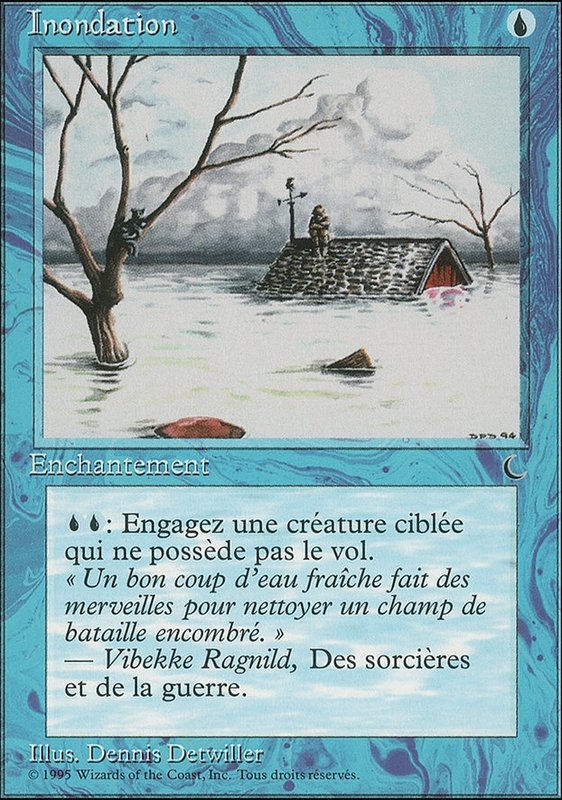 Inondation
DPD 94
Enchantement
: Engagez une créature ciblée
qui ne possède pas le vol.
« Un bon coup d'eau fraîche fait des
merveilles pour nettoyer un champ de
bataille encombré. »
— Vibekke Ragnild, Des sorcières
et de la guerre.
Illus. Dennis Detwiller
© 1995 Wizards of the Coast, Inc. Tous droits réservés.